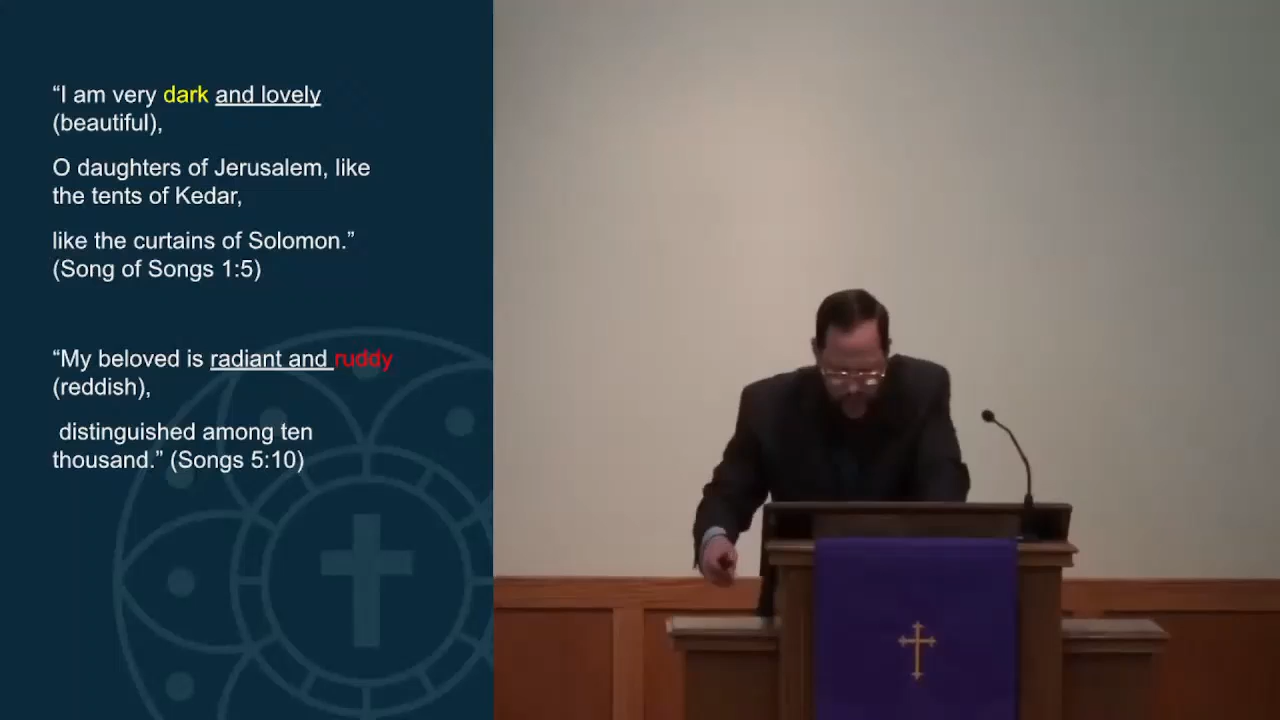 “I am very dark and lovely
(beautiful),
O daughters of Jerusalem, like
the tents of Kedar,
like the curtains of Solomon.”
(Song of Songs 1:5)
“My beloved is radiant and ruddy
(reddish),
distinguished among ten
thousand.” (Songs 5:10)